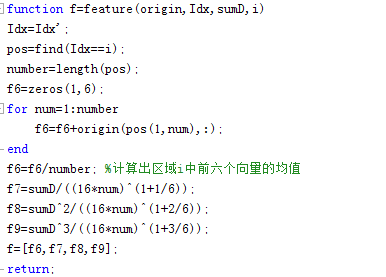 function f=feature(origin,Idx,sumD,i)
Idx=Idx';
pos=find(Idx==i);
number=length(pos);
f6=zeros(1,6);
for num=1:number
    f6=f6+origin(pos(1,num),:);
end
f6=f6/number; %计算出区域i中前六个向量的均值
f7=sumD/((16*num)^(1+1/6));
f8=sumD^2/((16*num)^(1+2/6));
f9=sumD^3/((16*num)^(1+3/6));
f=[f6,f7,f8,f9];
return;